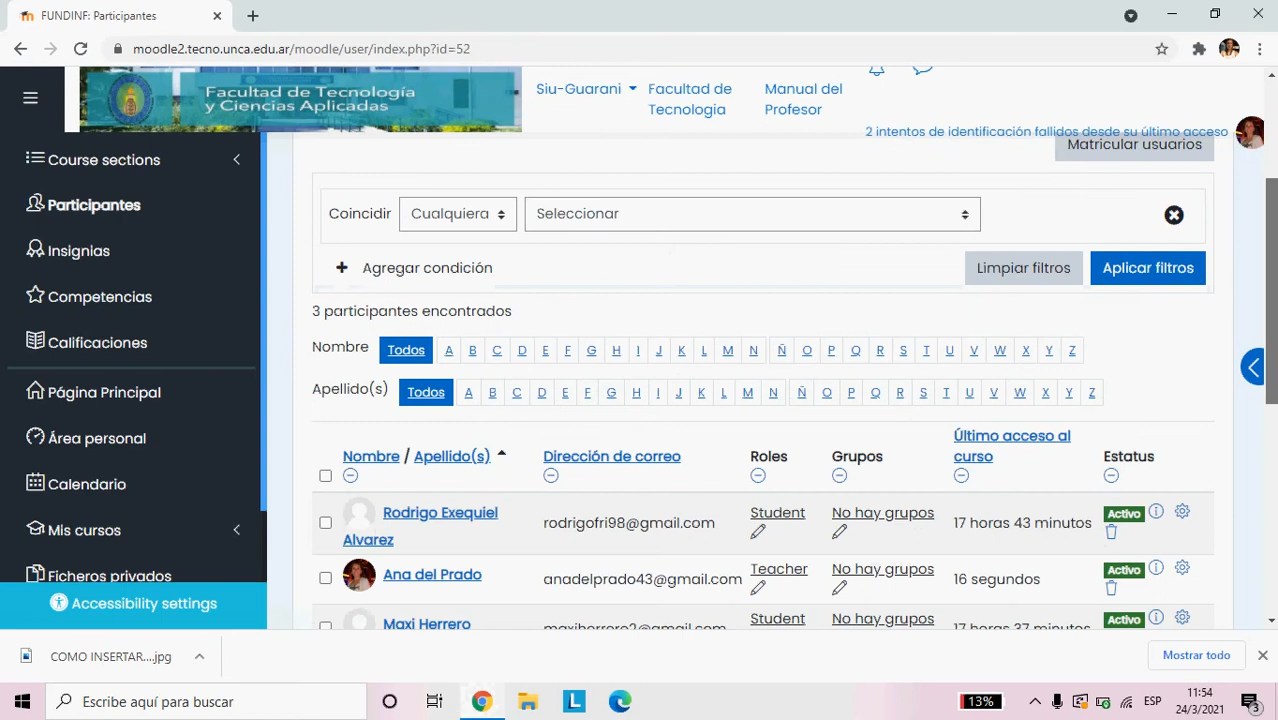 FUNDINF: Participantes
moodle2.tecno.unca.edu.ar/moodle/user/index.php?id=52
Facultad de Tecnología
y Ciencias Aplicadas
Siu-Guarani
Facultad de
Tecnologia
Manual del
Profesor
2 intentos de identificación fallidos desde su último acceso
Matricular usuarios
Course sections
Participantes
Insignias
Competencias
Calificaciones
Página Principal
Área personal
Calendario
Mis cursos
Ficheros privados
Accessibility settings
Coincidir Cualquiera Seleccionar
Agregar condición Limpiar filtros Aplicar filtros
3 participantes encontrados
Nombre Todos A B C D E F G H I J K L M N Ñ O P Q R S T U V W X Y Z
Apellido(s) Todos A B C D E F G H I J K L M N Ñ O P Q R S T U V W X Y Z
Nombre / Apellido(s) Dirección de correo Roles Grupos Último acceso al
curso Estatus
Rodrigo Exequiel
Alvarez rodrigofri98@gmail.com Student No hay grupos 17 horas 43 minutos Activo
Ana del Prado anadelprado43@gmail.com Teacher No hay grupos 16 segundos Activo
Maxi Herrero maxiherrero2@gmail.com Student No hay grupos 17 horas 37 minutos Activo
COMO INSERTAR....jpg
Mostrar todo
Escribe aquí para buscar
L
13%
ESP
11:54
24/3/2021
3